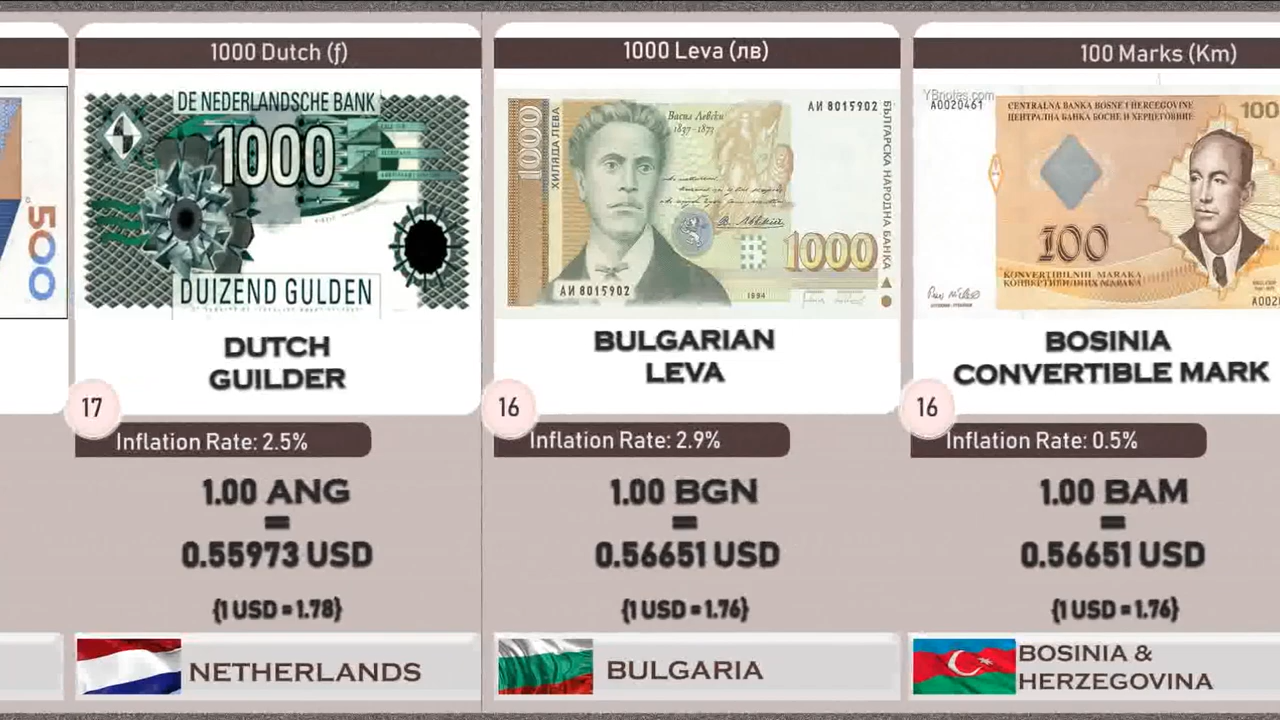 500
1000 Dutch (ƒ)
DE NEDERLANDSCHE BANK
1000
DUIZEND GULDEN
DUTCH
GUILDER
17
Inflation Rate: 2.5%
1.00 ANG
=
0.55973 USD
{1 USD = 1.78}
NETHERLANDS
1000 Leva (лв)
1000
ХИЛЯДА ЛЕВА
Васил Левски
1837-1873
АИ 8015902
БЪЛГАРСКА НАРОДНА БАНКА
1000
АИ 8015902
1994
BULGARIAN
LEVA
16
Inflation Rate: 2.9%
1.00 BGN
=
0.56651 USD
{1 USD = 1.76}
BULGARIA
100 Marks (Km)
YBnotes.com
A0020461
CENTRALNA BANKA BOSNE I HERCEGOVINE
ЦЕНТРАЛНА БАНКА БОСНЕ И ХЕРЦЕГОВИНЕ
100
100
KONVERTIBILNIH MARAKA
КОНВЕРТИБИЛНИХ МАРАКА
A002
BOSINIA
CONVERTIBLE MARK
16
Inflation Rate: 0.5%
1.00 BAM
=
0.56651 USD
{1 USD = 1.76}
BOSINIA &
HERZEGOVINA